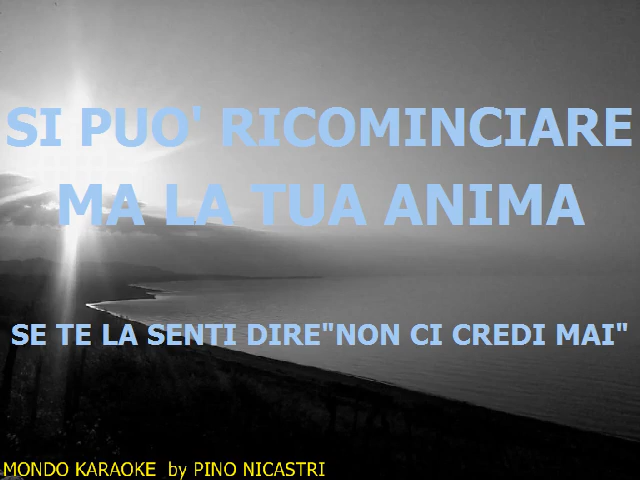 SI PUO' RICOMINCIARE
MA LA TUA ANIMA
SE TE LA SENTI DIRE"NON CI CREDI MAI"
MONDO KARAOKE by PINO NICASTRI